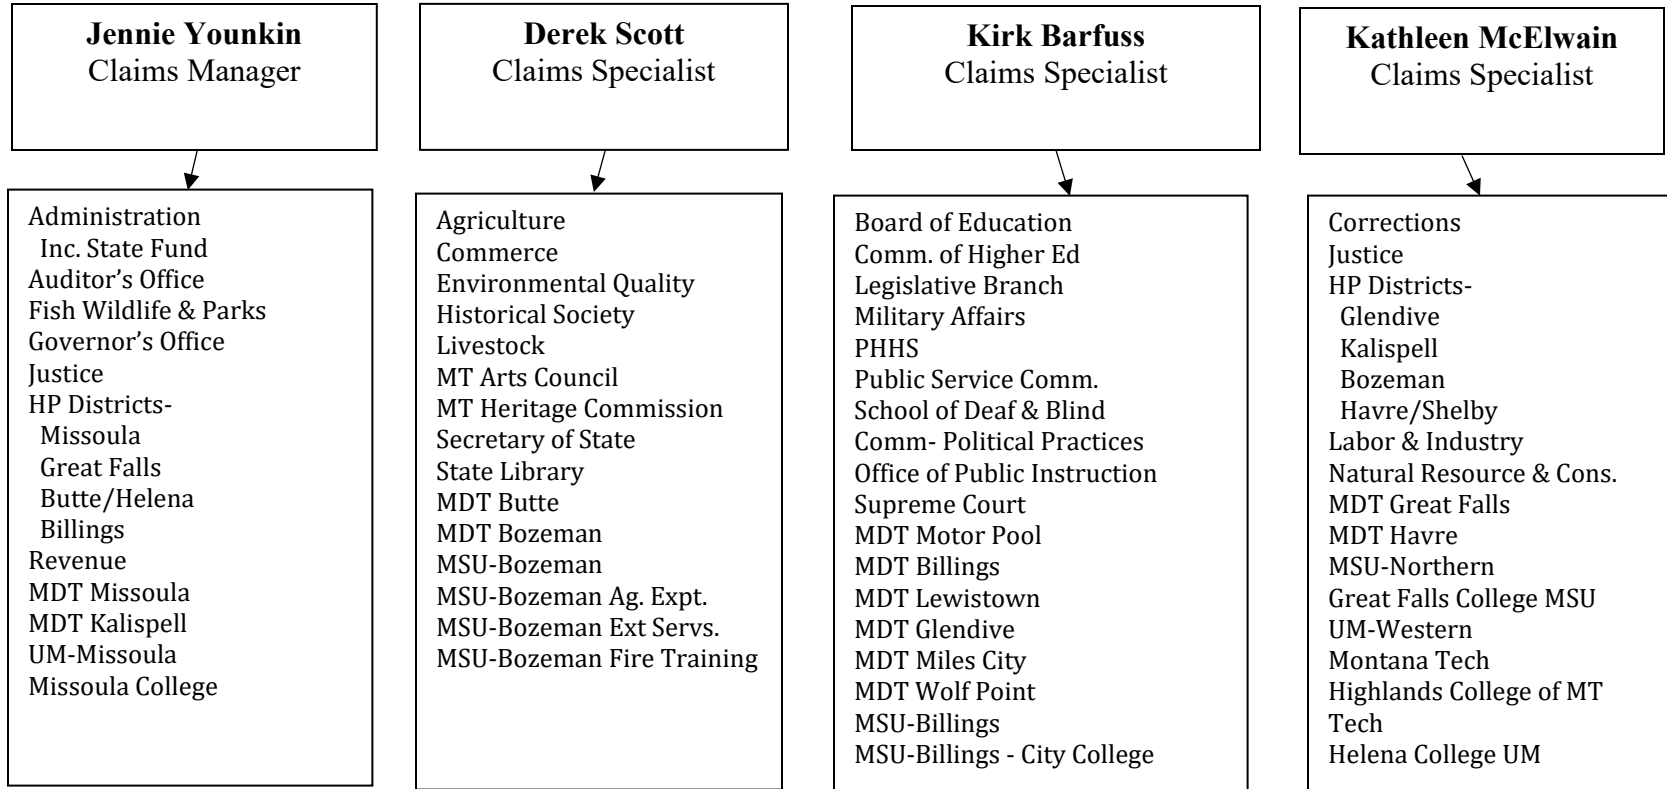 Jennie Younkin
Claims Manager
Administration
Inc. State Fund
Auditor’s Office
Fish Wildlife & Parks
Governor’s Office
Justice
HP Districts-
Missoula
Great Falls
Butte/Helena
Billings
Revenue
MDT Missoula
MDT Kalispell
UM-Missoula
Missoula College
Derek Scott
Claims Specialist
Agriculture
Commerce
Environmental Quality
Historical Society
Livestock
MT Arts Council
MT Heritage Commission
Secretary of State
State Library
MDT Butte
MDT Bozeman
MSU-Bozeman
MSU-Bozeman Ag. Expt.
MSU-Bozeman Ext Servs.
MSU-Bozeman Fire Training
Kirk Barfuss
Claims Specialist
Board of Education
Comm. of Higher Ed
Legislative Branch
Military Affairs
PHHS
Public Service Comm.
School of Deaf & Blind
Comm- Political Practices
Office of Public Instruction
Supreme Court
MDT Motor Pool
MDT Billings
MDT Lewistown
MDT Glendive
MDT Miles City
MDT Wolf Point
MSU-Billings
MSU-Billings - City College
Kathleen McElwain
Claims Specialist
Corrections
Justice
HP Districts-
Glendive
Kalispell
Bozeman
Havre/Shelby
Labor & Industry
Natural Resource & Cons.
MDT Great Falls
MDT Havre
MSU-Northern
Great Falls College MSU
UM-Western
Montana Tech
Highlands College of MT
Tech
Helena College UM